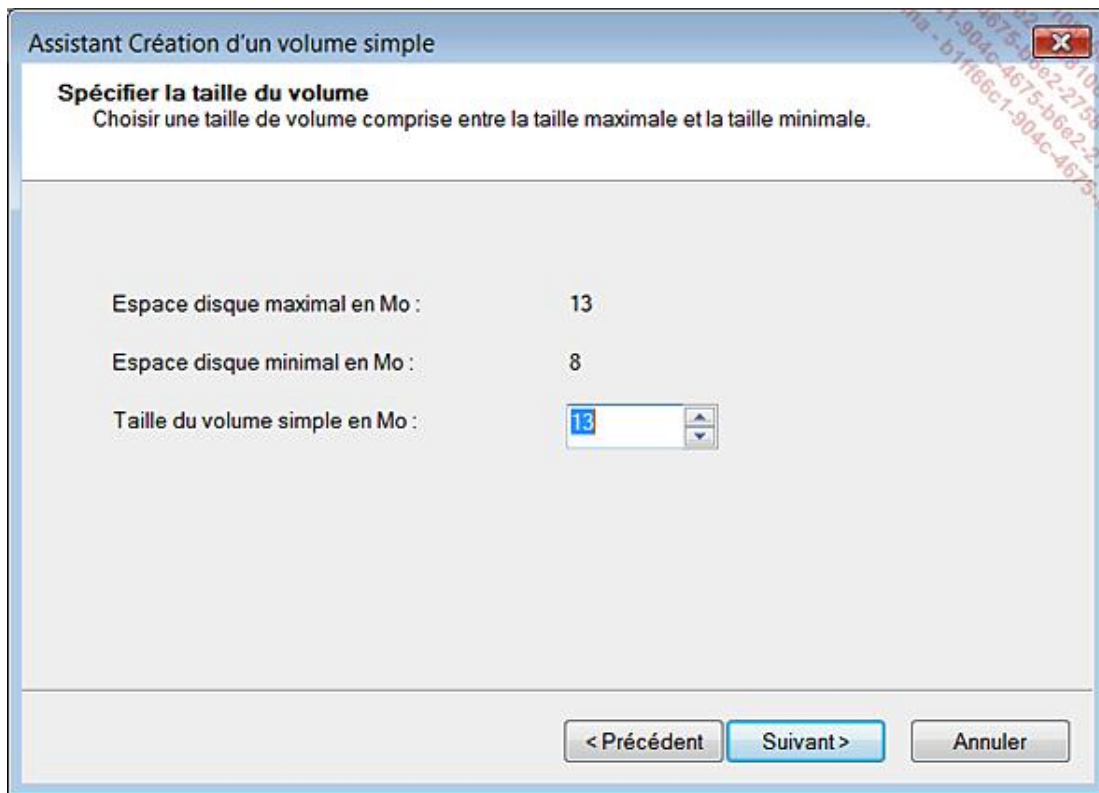 Assistant Création d'un volume simple
Spécifier la taille du volume
Choisir une taille de volume comprise entre la taille maximale et la taille minimale.
Espace disque maximal en Mo : 13
Espace disque minimal en Mo : 8
Taille du volume simple en Mo : 13
< Précédent Suivant > Annuler